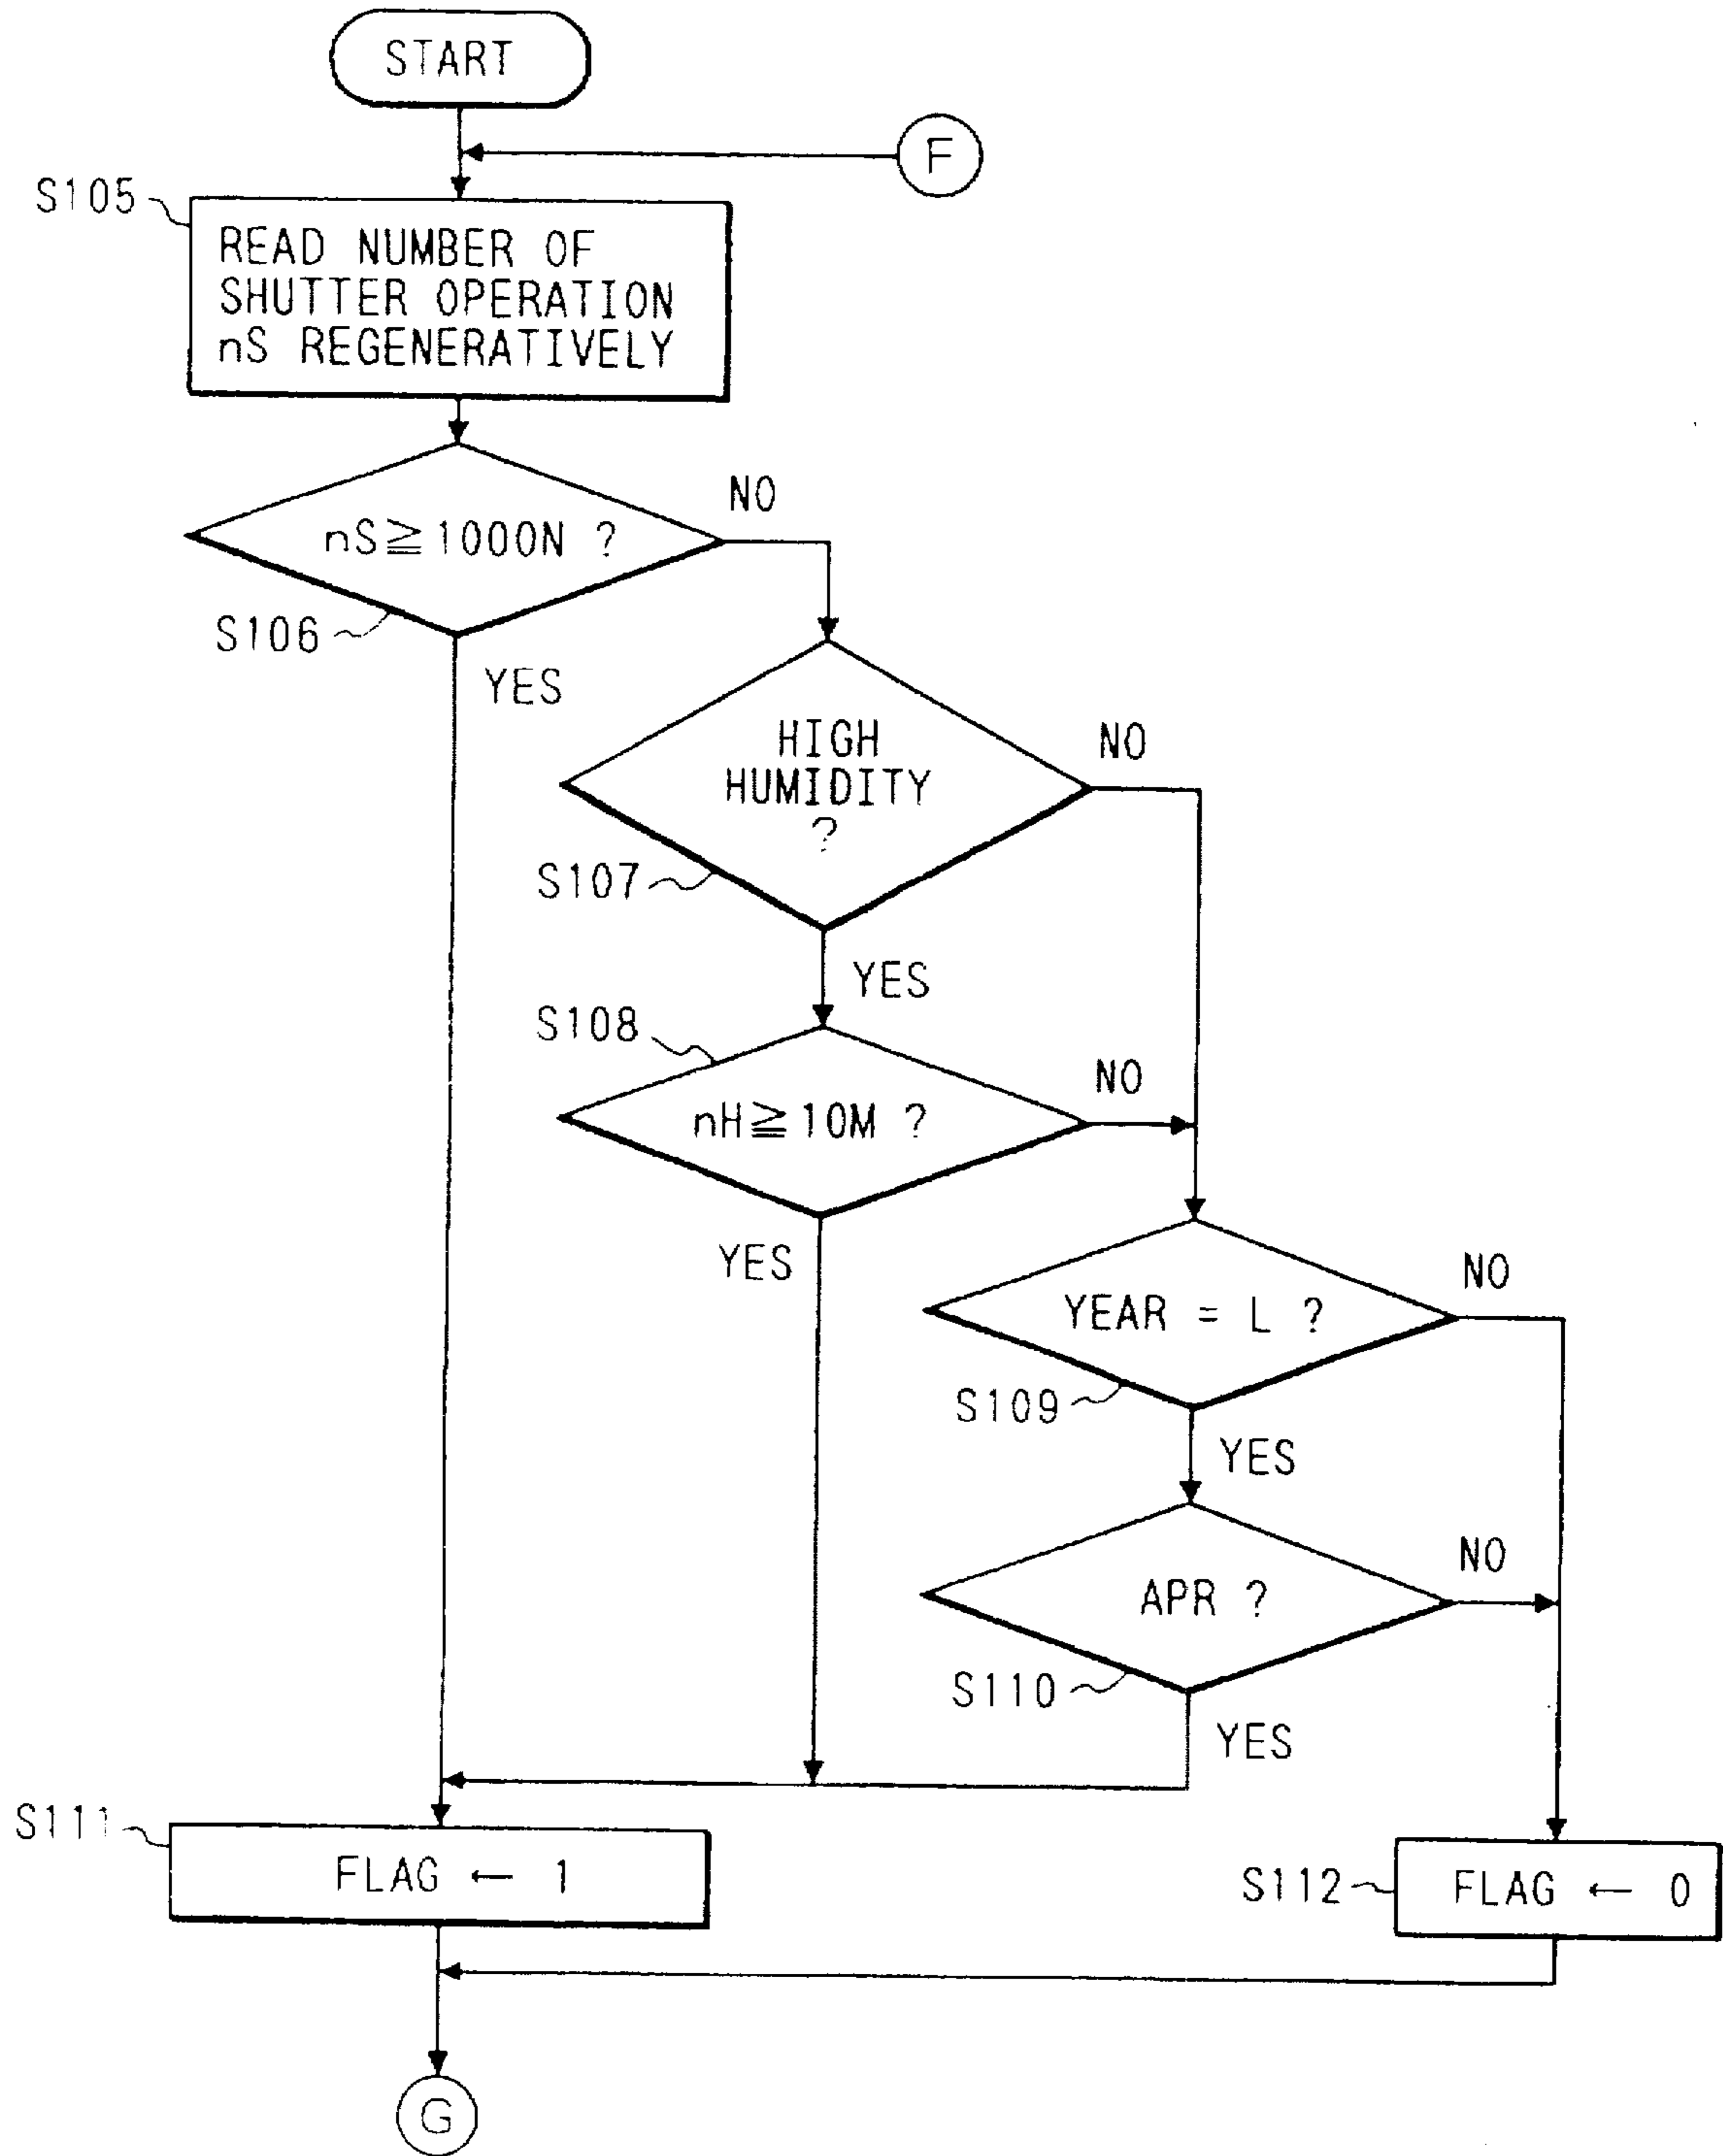 START
F
S105
READ NUMBER OF
SHUTTER OPERATION
nS REGENERATIVELY
nS≧1000N ?
NO
S106
YES
HIGH
HUMIDITY
?
NO
S107
YES
S108
nH≧10M ?
NO
YES
YEAR = L ?
NO
S109
YES
APR ?
NO
S110
YES
S111
FLAG ← 1
S112
FLAG ← 0
G